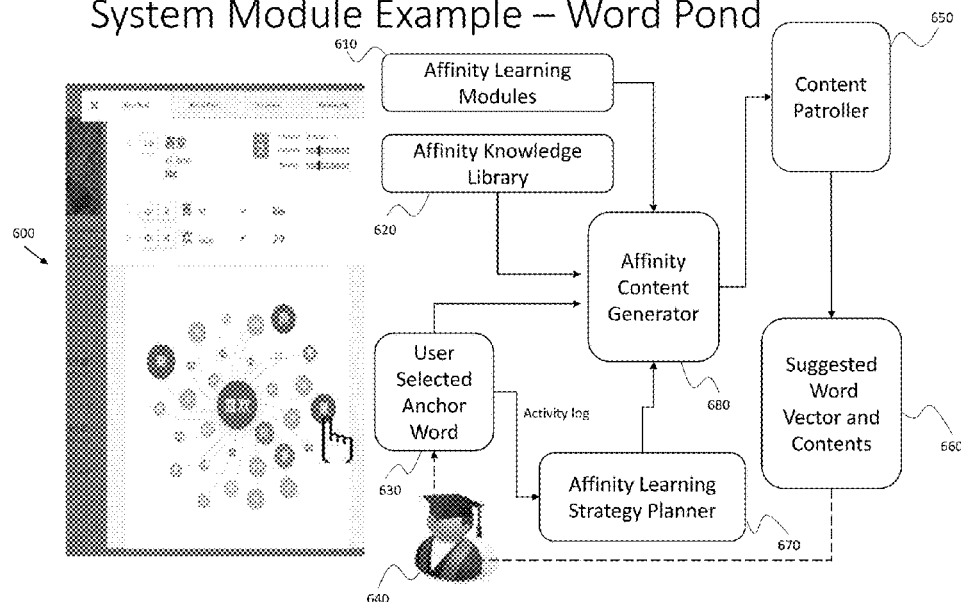 System Module Example – Word Pond
610
Affinity Learning
Modules
650
Content
Patroller
Affinity Knowledge
Library
620
600
Affinity
Content
Generator
User
Selected
Anchor
Word
Activity log
680
Suggested
Word
Vector and
Contents
660
630
Affinity Learning
Strategy Planner
670
640